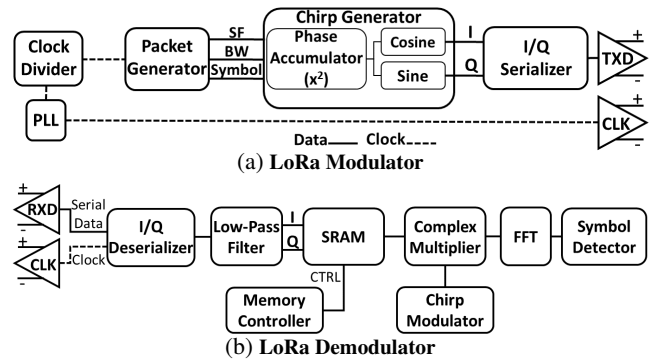 Clock Divider
PLL
Packet Generator
SF
BW
Symbol
Chirp Generator
Phase Accumulator (x²)
Cosine
Sine
I
Q
I/Q Serializer
+
TXD
-
+
CLK
-
Data Clock
(a) LoRa Modulator
+
RXD
-
Serial Data
+
CLK
-
Clock
I/Q Deserializer
Low-Pass Filter
I
Q
SRAM
CTRL
Memory Controller
Complex Multiplier
Chirp Modulator
FFT
Symbol Detector
(b) LoRa Demodulator